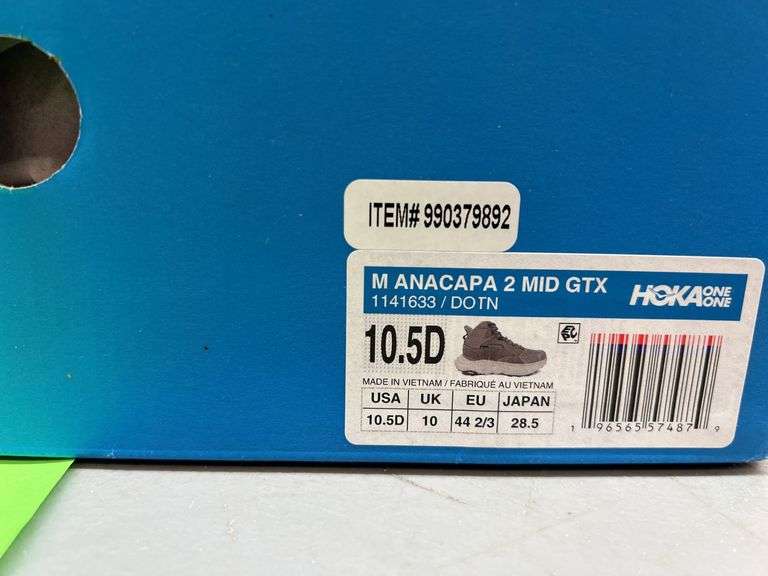 ITEM# 990379892
M ANACAPA 2 MID GTX
1141633 / DOTN
HOKA ONE ONE
10.5D
MADE IN VIETNAM / FABRIQUÉ AU VIETNAM
USA UK EU JAPAN
10.5D 10 44 2/3 28.5
1 96565 57487 9